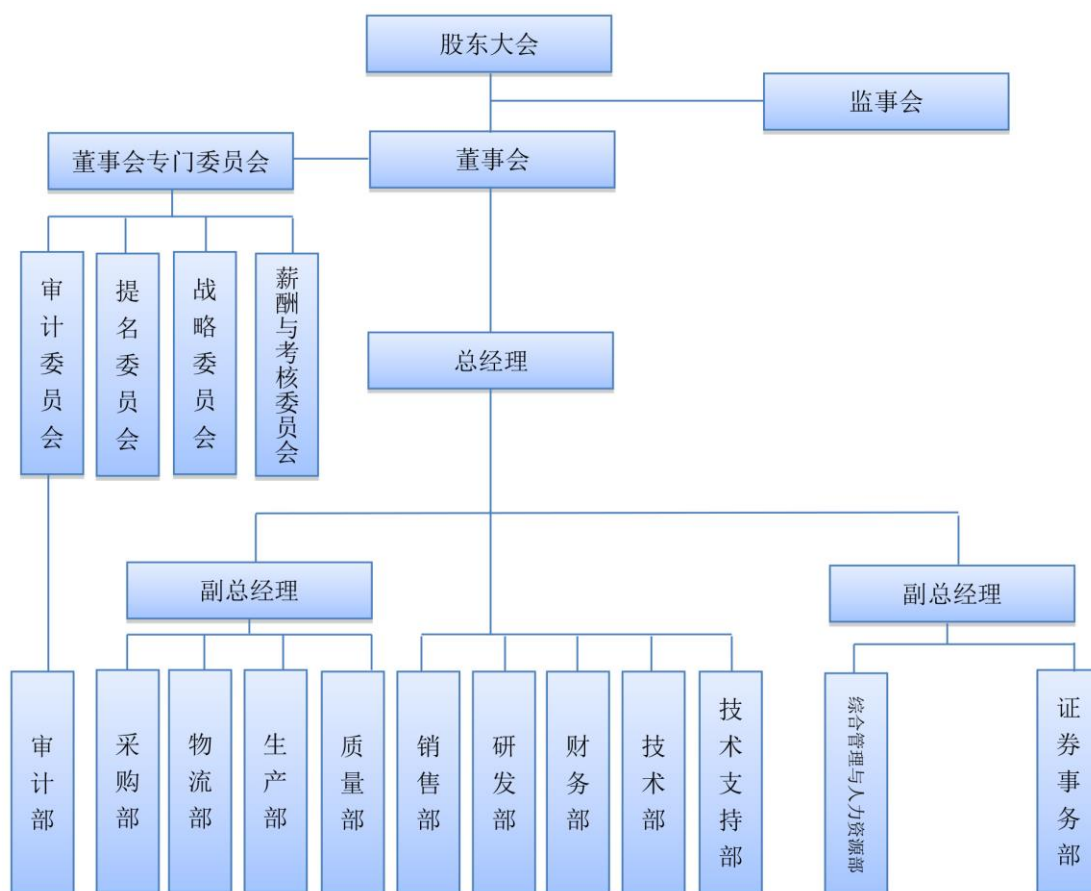 股东大会
监事会
董事会专门委员会
董事会
审计委员会
提名委员会
战略委员会
薪酬与考核委员会
总经理
副总经理
副总经理
审计部
采购部
物流部
生产部
质量部
销售部
研发部
财务部
技术部
技术支持部
综合管理与人力资源部
证券事务部